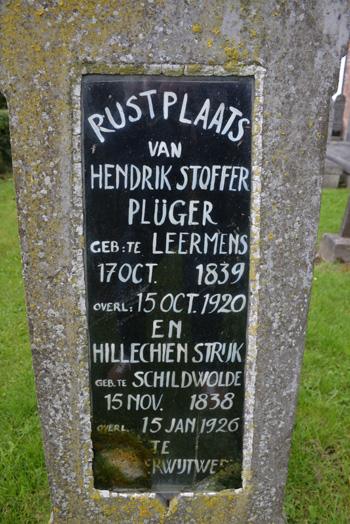 RUSTPLAATS
VAN
HENDRIK STOFFER
PLÜGER
GEB: TE LEERMENS
17 OCT. 1839
OVERL: 15 OCT. 1920
EN
HILLECHIEN STRIJK
GEB. TE SCHILDWOLDE
15 NOV. 1838
OVERL. 15 JAN 1926
TE